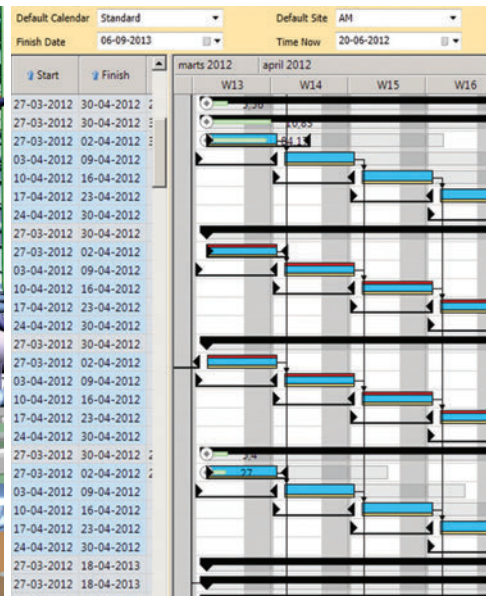 Default Calendar Standard Default Site AM
Finish Date 06-09-2013 Time Now 20-06-2012
Start Finish marts 2012 april 2012
W13 W14 W15 W16
27-03-2012 30-04-2012 2
27-03-2012 30-04-2012 10,85
27-03-2012 02-04-2012
03-04-2012 09-04-2012
10-04-2012 16-04-2012
17-04-2012 23-04-2012
24-04-2012 30-04-2012
27-03-2012 30-04-2012
27-03-2012 02-04-2012
03-04-2012 09-04-2012
10-04-2012 16-04-2012
17-04-2012 23-04-2012
24-04-2012 30-04-2012
27-03-2012 30-04-2012
27-03-2012 02-04-2012
03-04-2012 09-04-2012
10-04-2012 16-04-2012
17-04-2012 23-04-2012
24-04-2012 30-04-2012
27-03-2012 30-04-2012 2
27-03-2012 02-04-2012 2 27
03-04-2012 09-04-2012
10-04-2012 16-04-2012
17-04-2012 23-04-2012
24-04-2012 30-04-2012
27-03-2012 18-04-2013
27-03-2012 18-04-2013